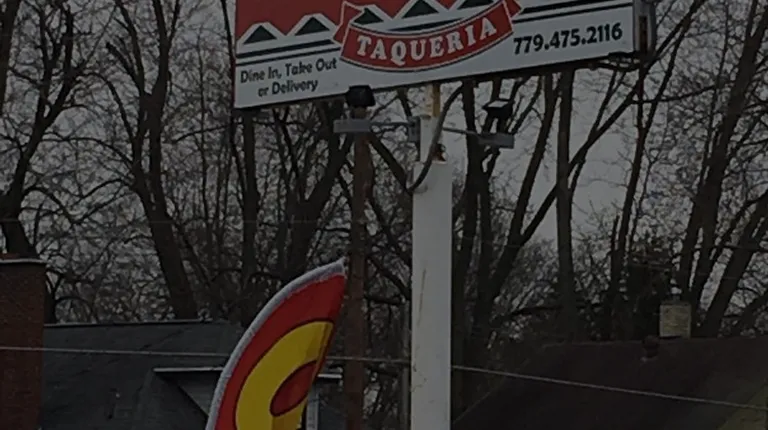 TAQUERIA
779.475.2116
Dine In, Take Out
or Delivery